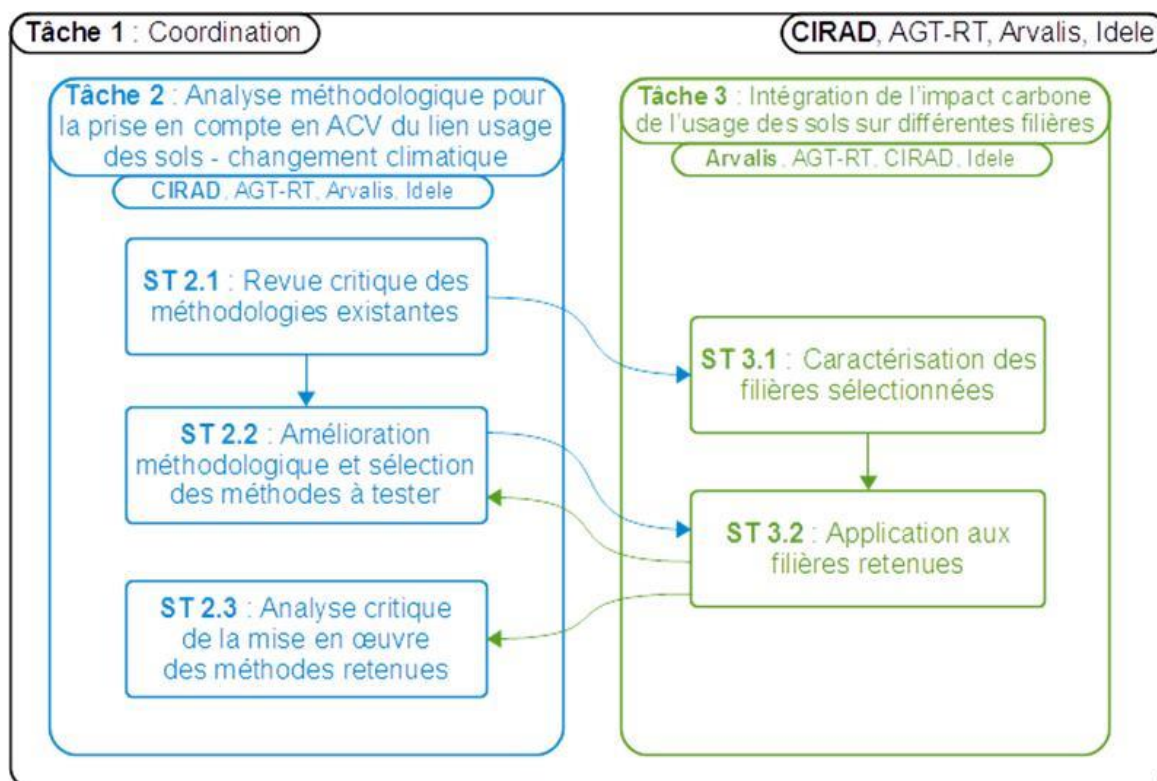 Tâche 1 : Coordination
CIRAD, AGT-RT, Arvalis, Idele
Tâche 2 : Analyse méthodologique pour
la prise en compte en ACV du lien usage
des sols - changement climatique
CIRAD, AGT-RT, Arvalis, Idele
ST 2.1 : Revue critique des
méthodologies existantes
ST 2.2 : Amélioration
méthodologique et sélection
des méthodes à tester
ST 2.3 : Analyse critique
de la mise en œuvre
des méthodes retenues
Tâche 3 : Intégration de l'impact carbone
de l'usage des sols sur différentes filières
Arvalis, AGT-RT, CIRAD, Idele
ST 3.1 : Caractérisation des
filières sélectionnées
ST 3.2 : Application aux
filières retenues